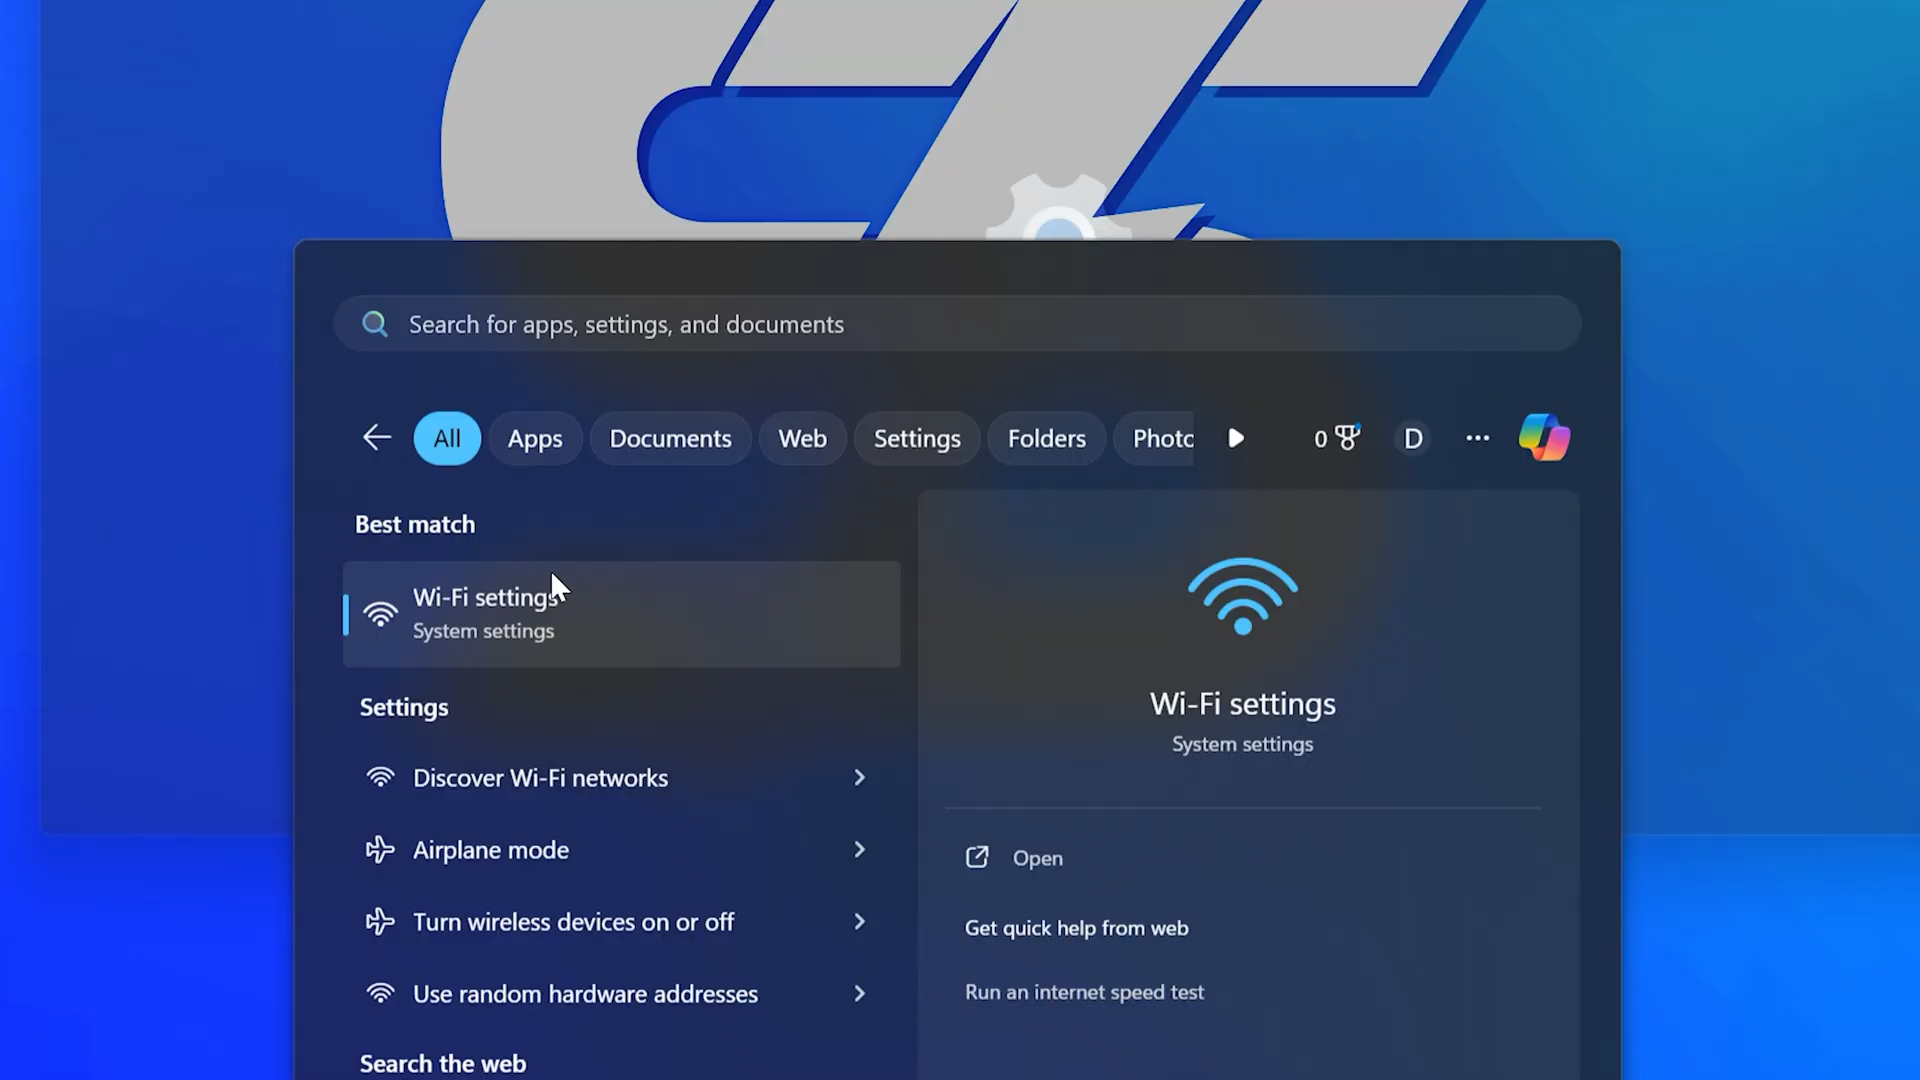 Search for apps, settings, and documents
All Apps Documents Web Settings Folders Photo 0 D
Best match
Wi-Fi settings
System settings
Settings
Discover Wi-Fi networks
Airplane mode
Turn wireless devices on or off
Use random hardware addresses
Search the web
Wi-Fi settings
System settings
Open
Get quick help from web
Run an internet speed test